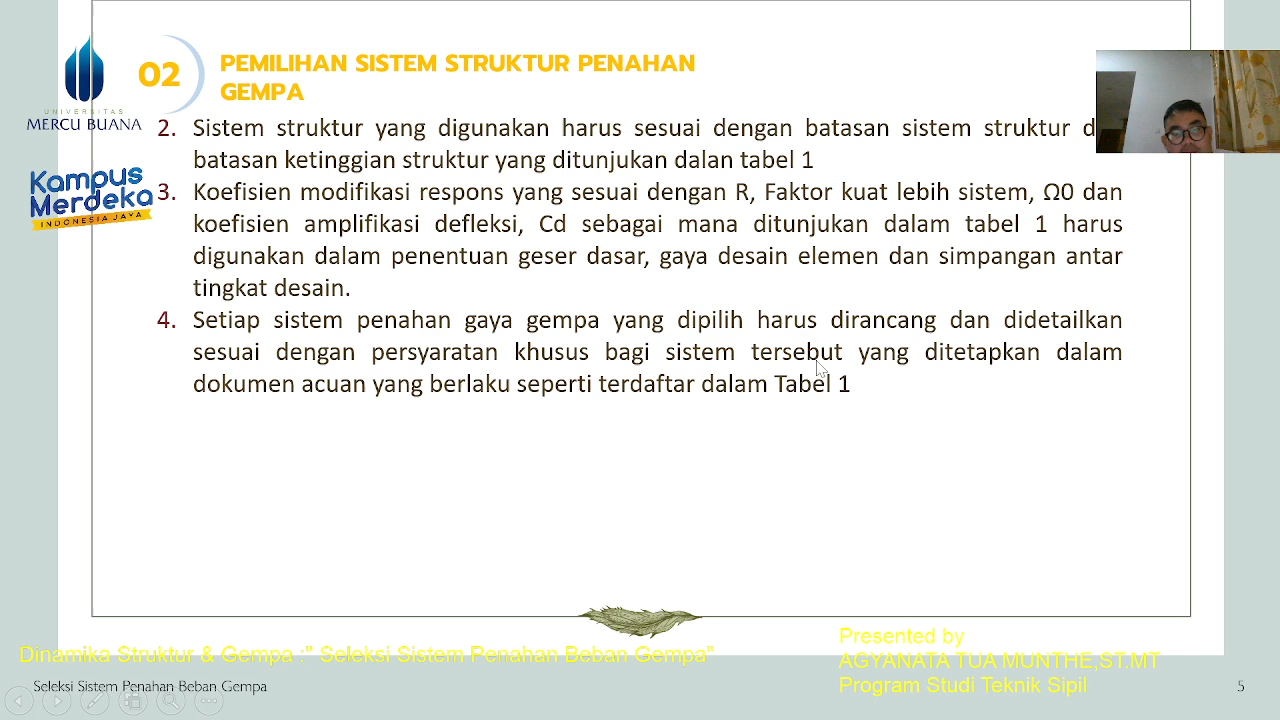 02
PEMILIHAN SISTEM STRUKTUR PENAHAN
GEMPA
UNIVERSITAS
MERCU BUANA
Kampus
Merdeka
INDONESIA JAYA
2. Sistem struktur yang digunakan harus sesuai dengan batasan sistem struktur
batasan ketinggian struktur yang ditunjukan dalan tabel 1
3. Koefisien modifikasi respons yang sesuai dengan R, Faktor kuat lebih sistem, Ω0 dan
koefisien amplifikasi defleksi, Cd sebagai mana ditunjukan dalam tabel 1 harus
digunakan dalam penentuan geser dasar, gaya desain elemen dan simpangan antar
tingkat desain.
4. Setiap sistem penahan gaya gempa yang dipilih harus dirancang dan didetailkan
sesuai dengan persyaratan khusus bagi sistem tersebut yang ditetapkan dalam
dokumen acuan yang berlaku seperti terdaftar dalam Tabel 1
Dinamika Struktur & Gempa :" Seleksi Sistem Penahan Beban Gempa"
Presented by
AGYANATA TUA MUNTHE,ST.MT
Program Studi Teknik Sipil
Seleksi Sistem Penahan Beban Gempa
5